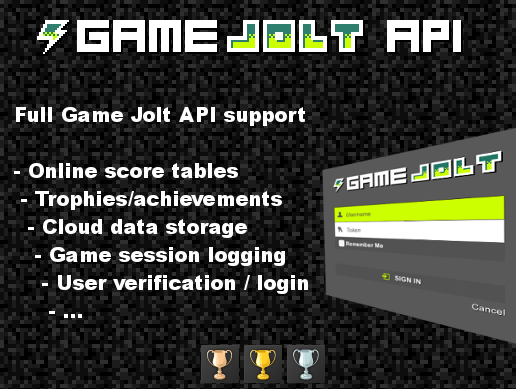 GAME JOLT API
Full Game Jolt API support
- Online score tables
- Trophies/achievements
- Cloud data storage
- Game session logging
- User verification / login
- ...
GAME JOLT
Username
Token
Remember Me
SIGN IN
Cancel